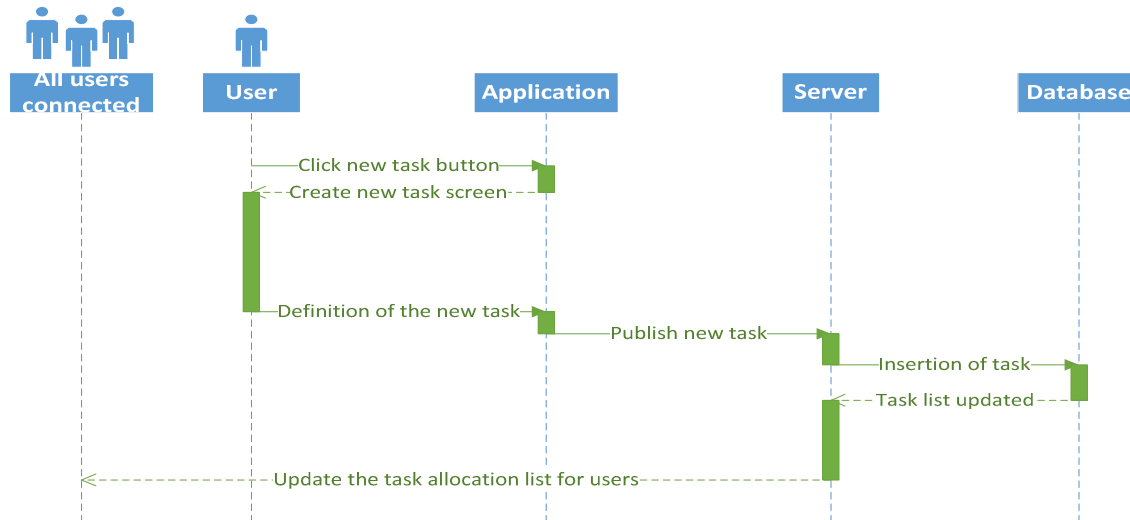 All users
connected
User
Application
Server
Database
Click new task button
Create new task screen
Definition of the new task
Publish new task
Insertion of task
Task list updated
Update the task allocation list for users